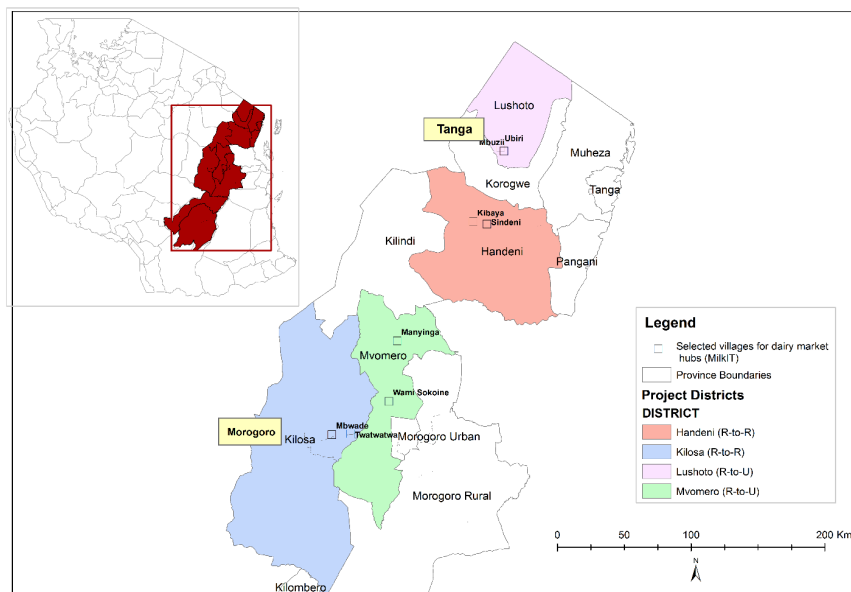 Lushoto
Tanga
Ubiri
Mbuzii
Muheza
Korogwe
Tanga
Kibaya
Sindeni
Kilindi
Handeni
Pangani
Manyinga
Mvomero
Wami Sokoine
Mbwade
Morogoro
Kilosa
Twatwatwa
Morogoro Urban
Morogoro Rural
Kilombero
Legend
Selected villages for dairy market
hubs (MilkIT)
Province Boundaries
Project Districts
DISTRICT
Handeni (R-to-R)
Kilosa (R-to-R)
Lushoto (R-to-U)
Mvomero (R-to-U)
0 50 100 200 Km
N